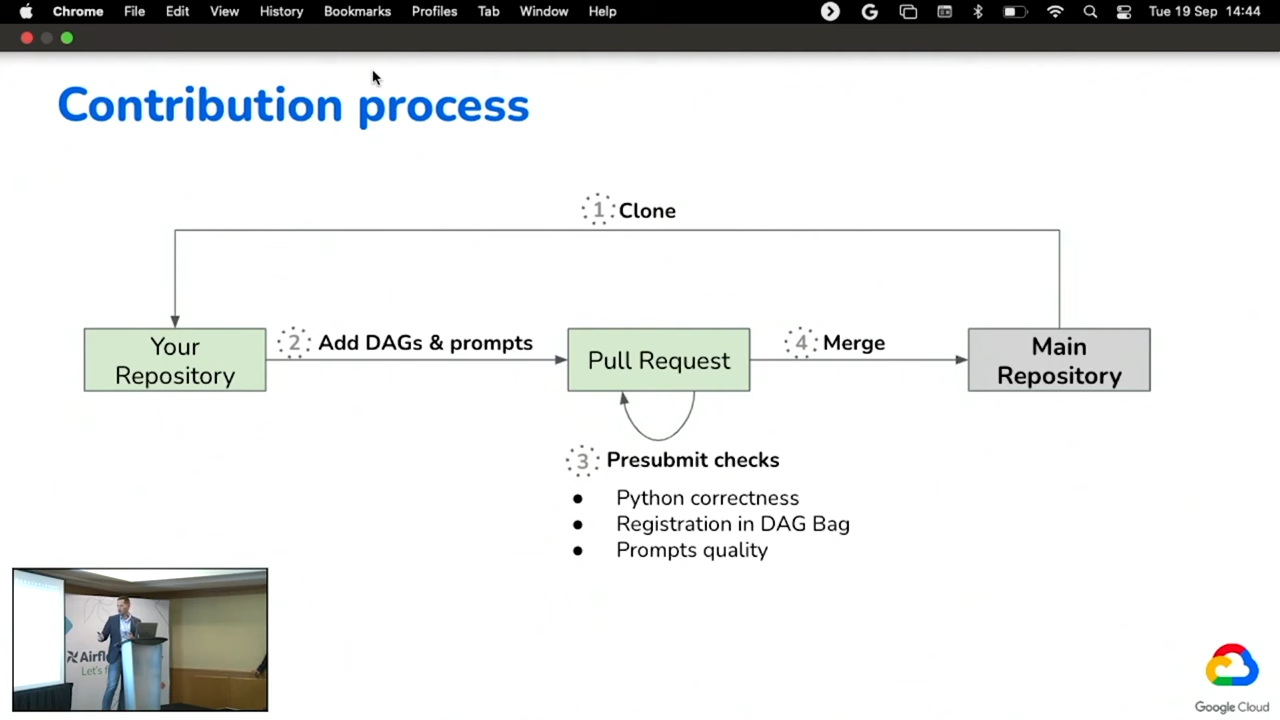 Chrome File Edit View History Bookmarks Profiles Tab Window Help Tue 19 Sep 14:44
Contribution process
1 Clone
Your
Repository
2 Add DAGs & prompts
Pull Request
4 Merge
Main
Repository
3 Presubmit checks
● Python correctness
● Registration in DAG Bag
● Prompts quality
Let's
Google Cloud